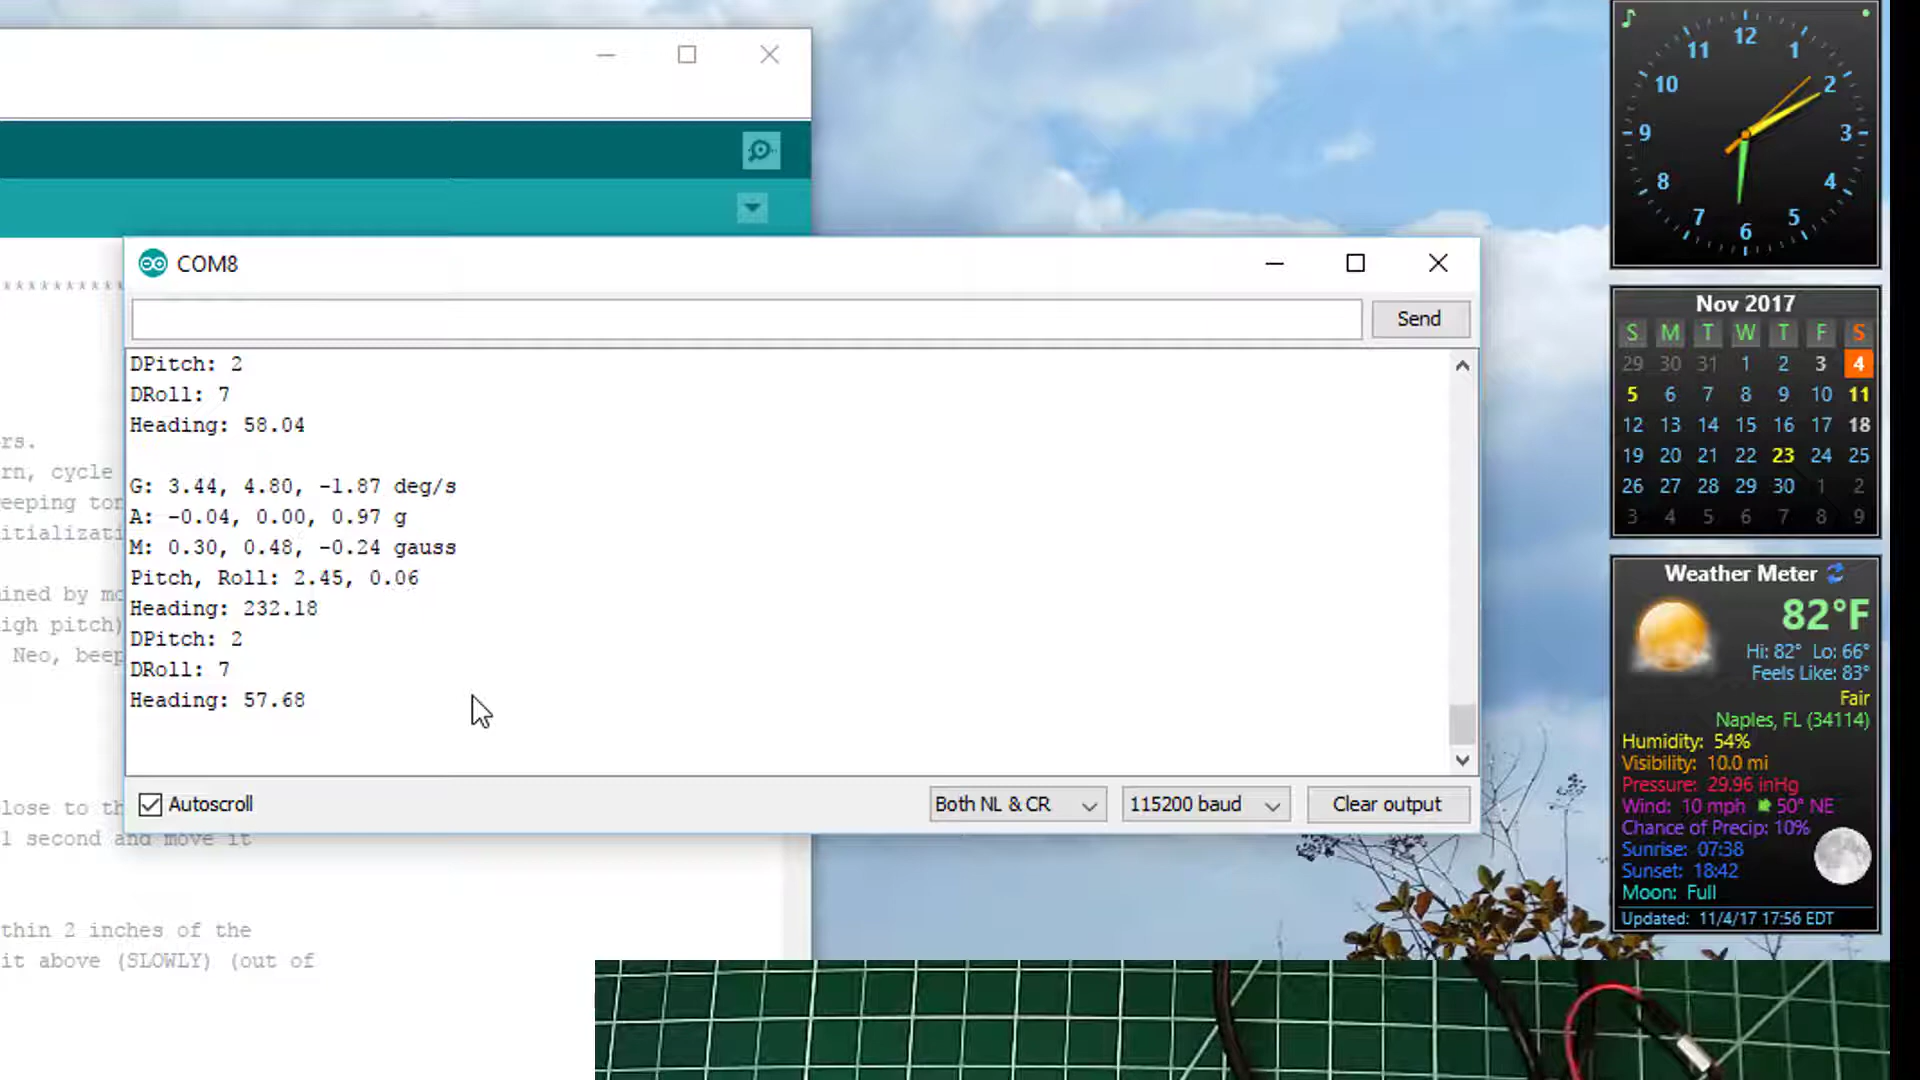 COM8
Send
DPitch: 2
DRoll: 7
Heading: 58.04
G: 3.44, 4.80, -1.87 deg/s
A: -0.04, 0.00, 0.97 g
M: 0.30, 0.48, -0.24 gauss
Pitch, Roll: 2.45, 0.06
Heading: 232.18
DPitch: 2
DRoll: 7
Heading: 57.68
Autoscroll
Both NL & CR
115200 baud
Clear output
***********
rs.
rn, cycle
eeping
ained by
igh pitch)
Neo, beep
lose to
1 second and move it
thin 2 inches of the
it above (SLOWLY) (out of
12
1
2
3
4
5
6
7
8
9
10
11
Nov 2017
S M T W T F S
29 30 31 1 2 3 4
5 6 7 8 9 10 11
12 13 14 15 16 17 18
19 20 21 22 23 24 25
26 27 28 29 30 1 2
3 4 5 6 7 8 9
Weather Meter
82°F
Hi: 82° Lo: 66°
Feels Like: 83°
Fair
Naples, FL (34114)
Humidity: 54%
Visibility: 10.0 mi
Pressure: 29.96 inHg
Wind: 10 mph 50° NE
Chance of Precip: 10%
Sunrise: 07:38
Sunset: 18:42
Moon: Full
Updated: 11/4/17 17:56 EDT